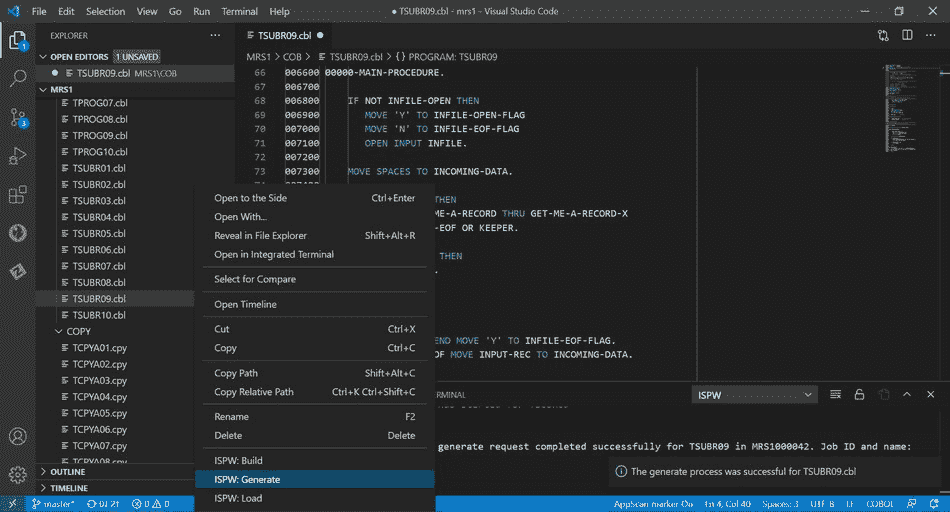 File Edit Selection View Go Run Terminal Help
● TSUBR09.cbl - mrs1 - Visual Studio Code
EXPLORER
OPEN EDITORS 1 UNSAVED
TSUBR09.cbl MRS1\COB
MRS1
TPROG07.cbl
TPROG08.cbl
TPROG09.cbl
TPROG10.cbl
TSUBR01.cbl
TSUBR02.cbl
TSUBR03.cbl
TSUBR04.cbl
TSUBR05.cbl
TSUBR06.cbl
TSUBR07.cbl
TSUBR08.cbl
TSUBR09.cbl
TSUBR10.cbl
COPY
TCPYA01.cpy
TCPYA02.cpy
TCPYA03.cpy
TCPYA04.cpy
TCPYA05.cpy
TCPYA06.cpy
TCPYA07.cpy
TCPYA08.cpy
OUTLINE
TIMELINE
1
3
TSUBR09.cbl
MRS1 > COB > TSUBR09.cbl > {} PROGRAM: TSUBR09
66 006600 00000-MAIN-PROCEDURE.
67 006700
68 006800 IF NOT INFILE-OPEN THEN
69 006900 MOVE 'Y' TO INFILE-OPEN-FLAG
70 007000 MOVE 'N' TO INFILE-EOF-FLAG
71 007100 OPEN INPUT INFILE.
72 007200
73 007300 MOVE SPACES TO INCOMING-DATA.
THEN
ME-A-RECORD THRU GET-ME-A-RECORD-X
-EOF OR KEEPER.
THEN
END MOVE 'Y' TO INFILE-EOF-FLAG.
OF MOVE INPUT-REC TO INCOMING-DATA.
Open to the Side Ctrl+Enter
Open With...
Reveal in File Explorer Shift+Alt+R
Open in Integrated Terminal
Select for Compare
Open Timeline
Cut Ctrl+X
Copy Ctrl+C
Copy Path Shift+Alt+C
Copy Relative Path Ctrl+K Ctrl+Shift+C
Rename F2
Delete Delete
ISPW: Build
ISPW: Generate
ISPW: Load
ERMINAL ISPW
generate request completed successfully for TSUBR09 in MRS1000042. Job ID and name:
The generate process was successful for TSUBR09.cbl
master* 0↓ 2↑ 0 0 AppScan marker On Ln 4, Col 40 Spaces: 3 UTF-8 LF COBOL